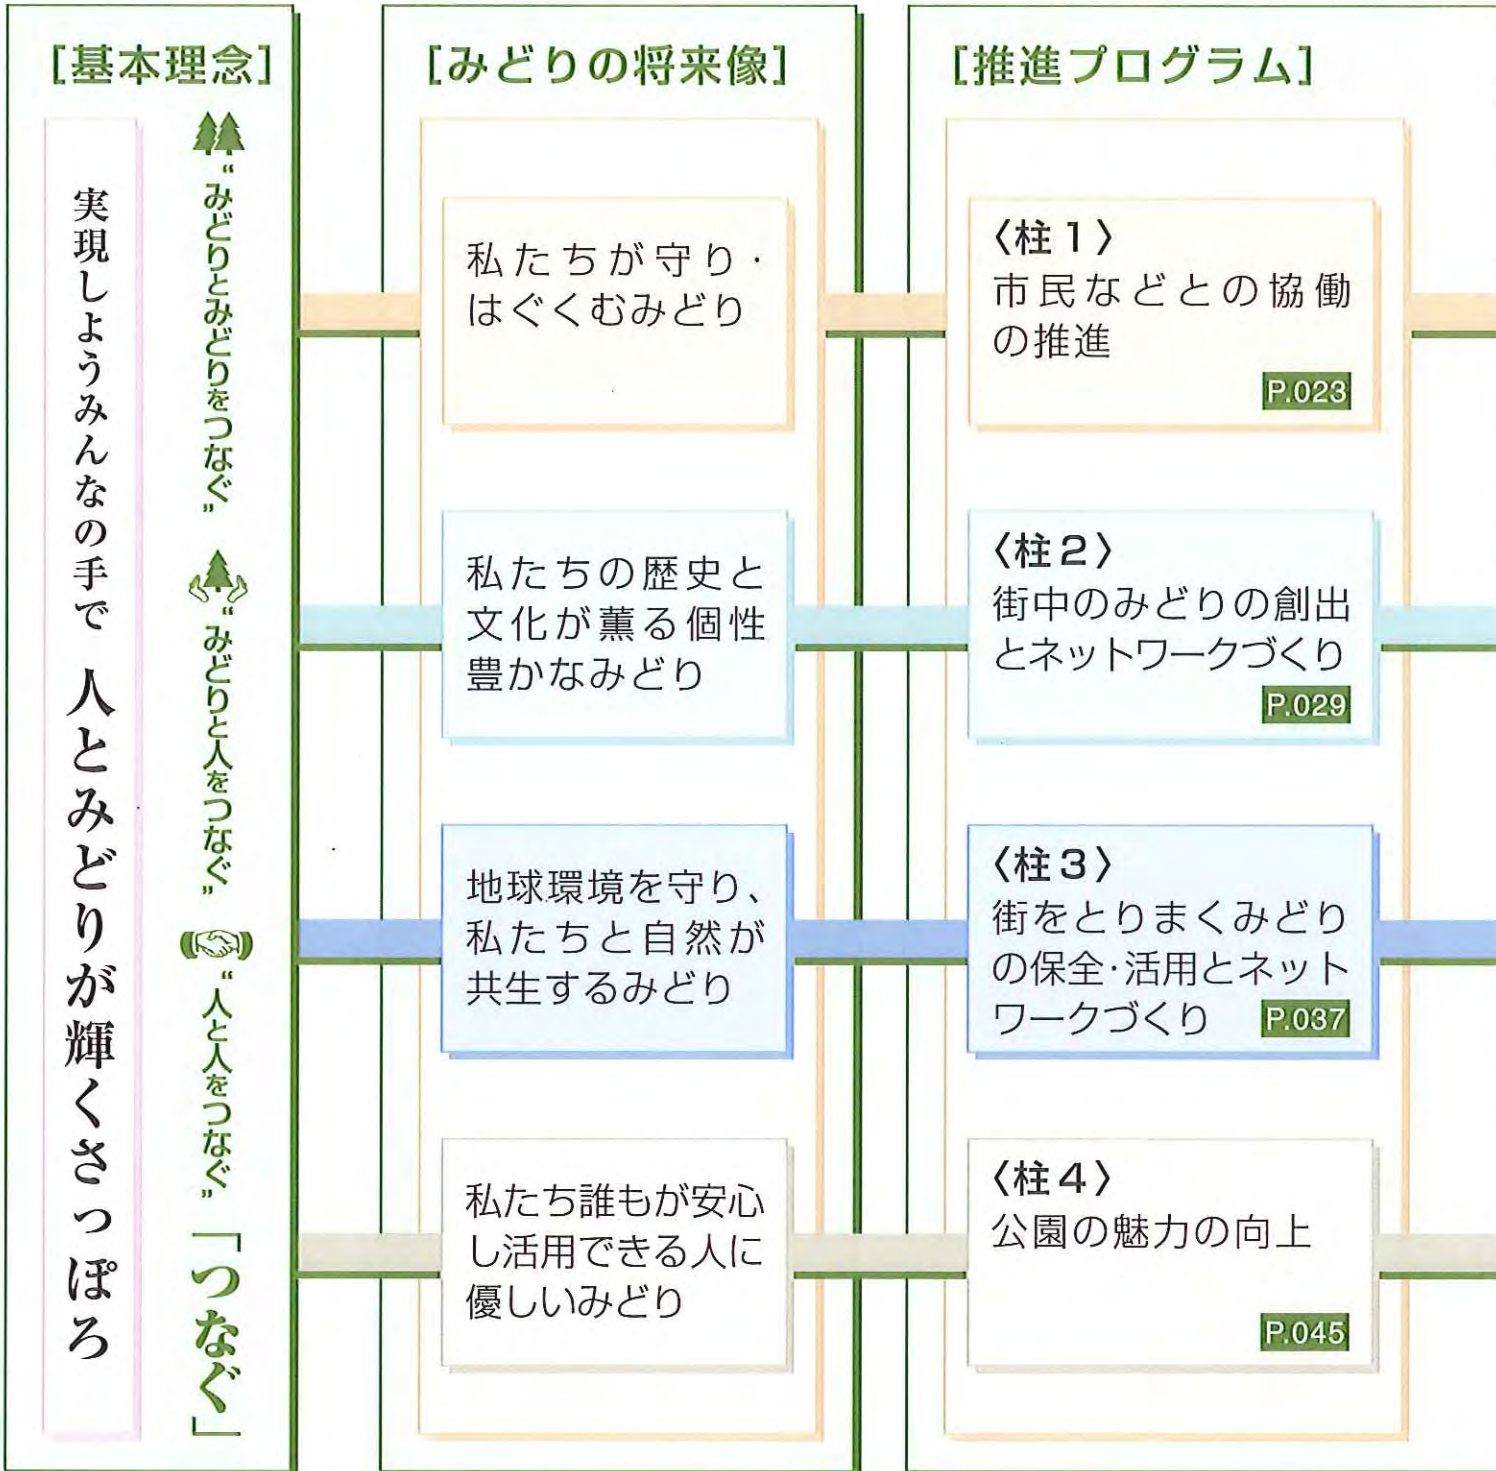 [基本理念]
実現しようみんなの手で 人とみどりが輝くさっぽろ
“みどりとみどりをつなぐ”
“みどりと人をつなぐ”
“人と人をつなぐ”
「つなぐ」
[みどりの将来像]
私たちが守り・
はぐくむみどり
私たちの歴史と
文化が薫る個性
豊かなみどり
地球環境を守り、
私たちと自然が
共生するみどり
私たち誰もが安心
し活用できる人に
優しいみどり
[推進プログラム]
〈柱1〉
市民などとの協働
の推進
P.023
〈柱2〉
街中のみどりの創出
とネットワークづくり
P.029
〈柱3〉
街をとりまくみどり
の保全・活用とネット
ワークづくり P.037
〈柱4〉
公園の魅力の向上
P.045